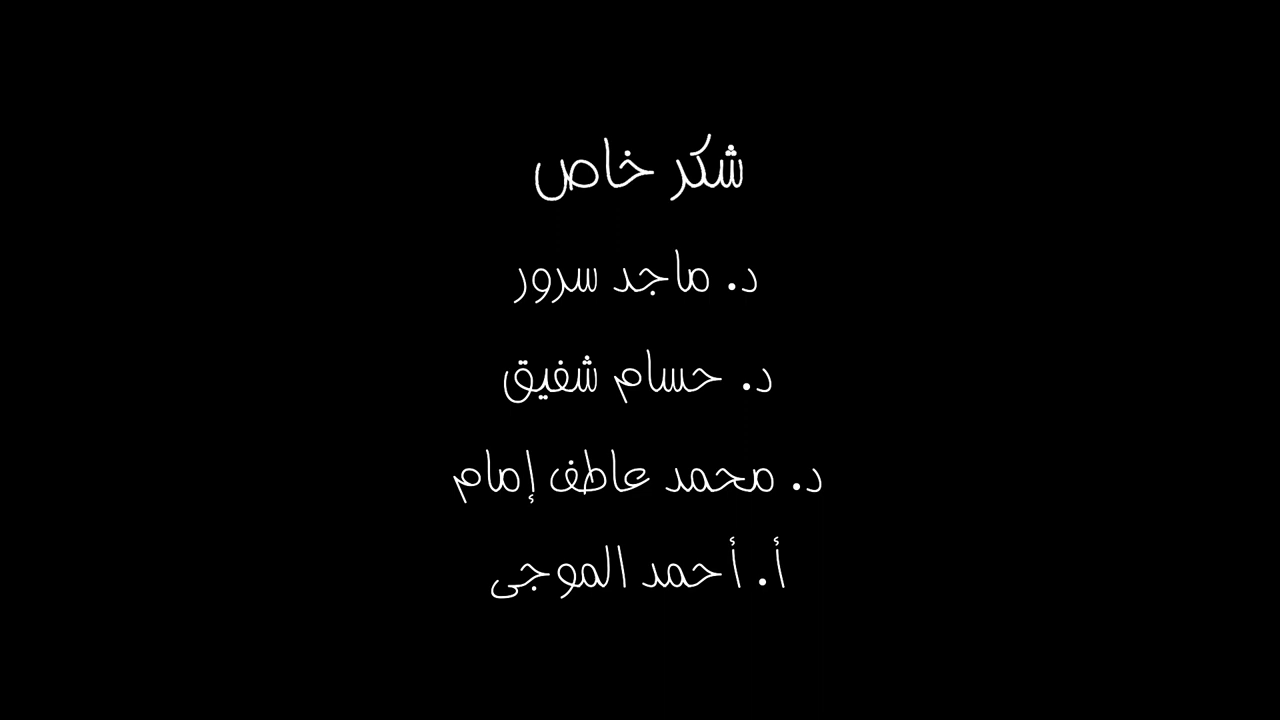 شكر خاص
د. ماجد سرور
د. حسام شفيق
د. محمد عاطف إمام
أ. أحمد الموجى